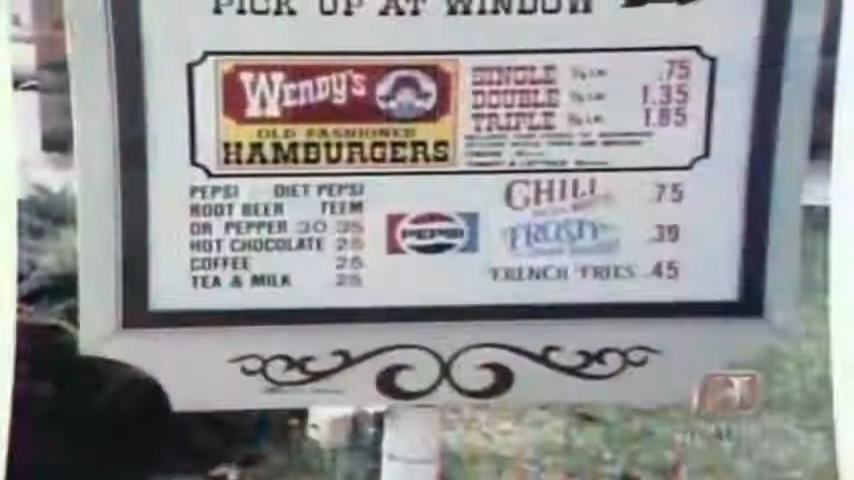 PICK UP AT WINDOW
WENDY'S
OLD FASHIONED
HAMBURGERS
SINGLE .75
DOUBLE 1.35
TRIPLE 1.85
PEPSI DIET PEPSI
ROOT BEER TEEM
DR PEPPER 30 35
HOT CHOCOLATE 25
COFFEE 25
TEA & MILK 25
PEPSI
CHILI .75
FROSTY .39
FRENCH FRIES .45